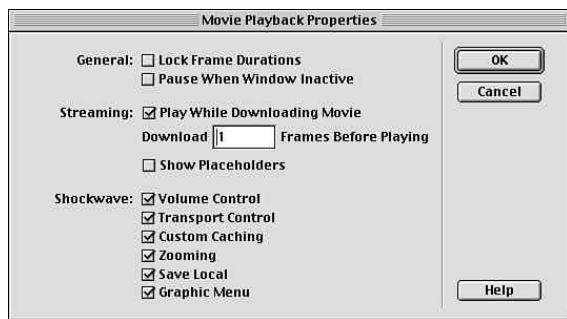 Movie Playback Properties
General: Lock Frame Durations
Pause When Window Inactive
Streaming: Play While Downloading Movie
Download 1 Frames Before Playing
Show Placeholders
Shockwave: Volume Control
Transport Control
Custom Caching
Zooming
Save Local
Graphic Menu
OK
Cancel
Help